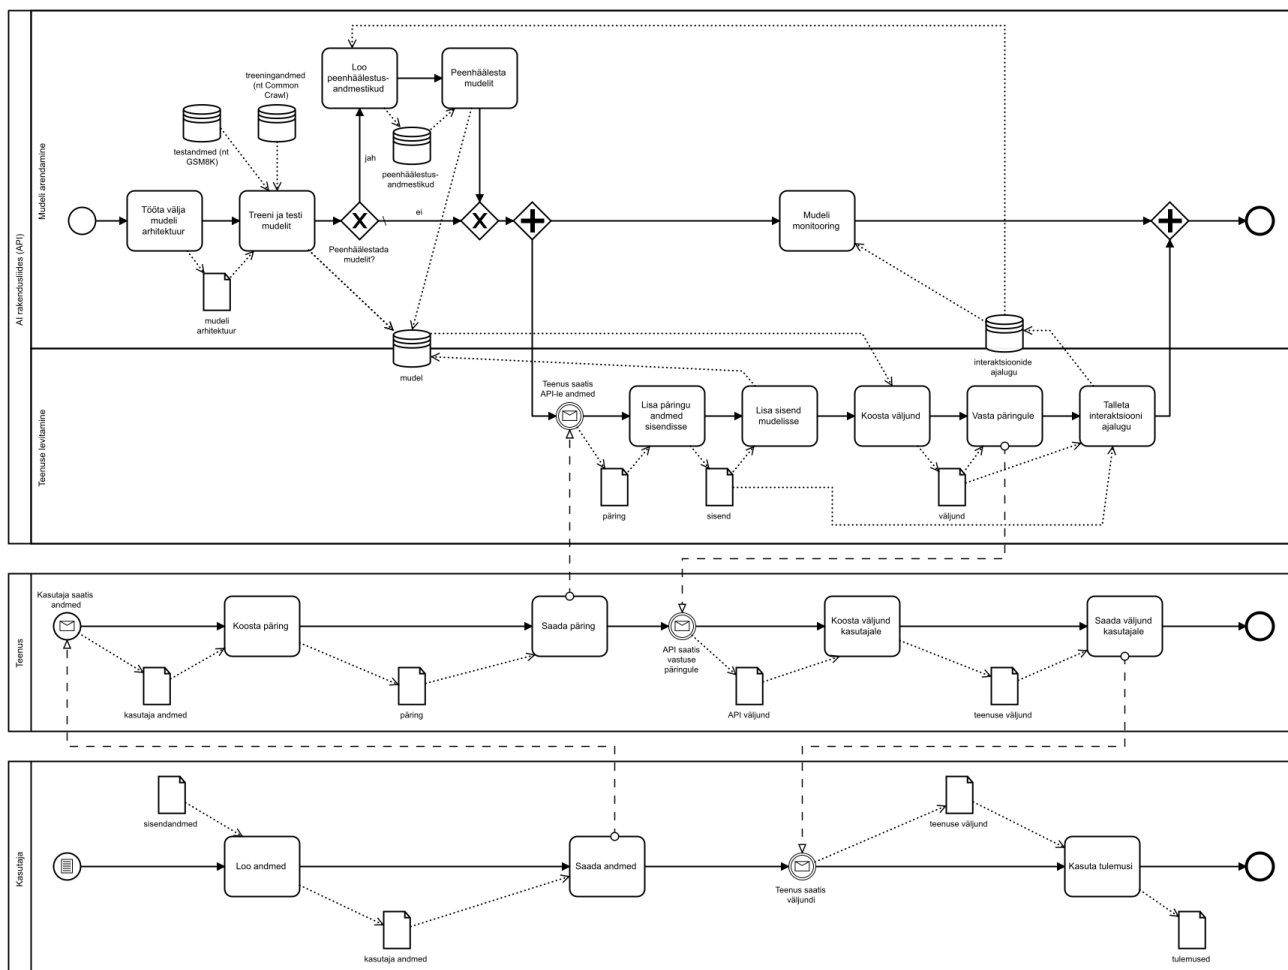 AI rakendusliides (API)
Mudeli arendamine
Loo
peenhäälestus-
andmestikud
Peenhäälesta
mudelit
treeningandmed
(nt Common
Crawl)
testandmed (nt
GSM8K)
jah
peenhäälestus-
andmestikud
Tööta välja
mudeli
arhitektuur
Treeni ja testi
mudelit
ei
Peenhäälestada
mudelit?
Mudeli
monitooring
mudeli
arhitektuur
mudel
interaktsioonide
ajalugu
Teenuse levitamine
Teenus saatis
API-le andmed
Lisa päringu
andmed
sisendisse
Lisa sisend
mudelisse
Koosta väljund
Vasta päringule
Talleta
interaktsiooni
ajalugu
päring
sisend
väljund
Teenus
Kasutaja saatis
andmed
Koosta päring
Saada päring
API saatis
vastuse
päringule
Koosta väljund
kasutajale
Saada väljund
kasutajale
kasutaja andmed
päring
API väljund
teenuse väljund
Kasutaja
sisendandmed
Loo andmed
Saada andmed
Teenus saatis
väljundi
teenuse väljund
Kasuta tulemusi
kasutaja andmed
tulemused